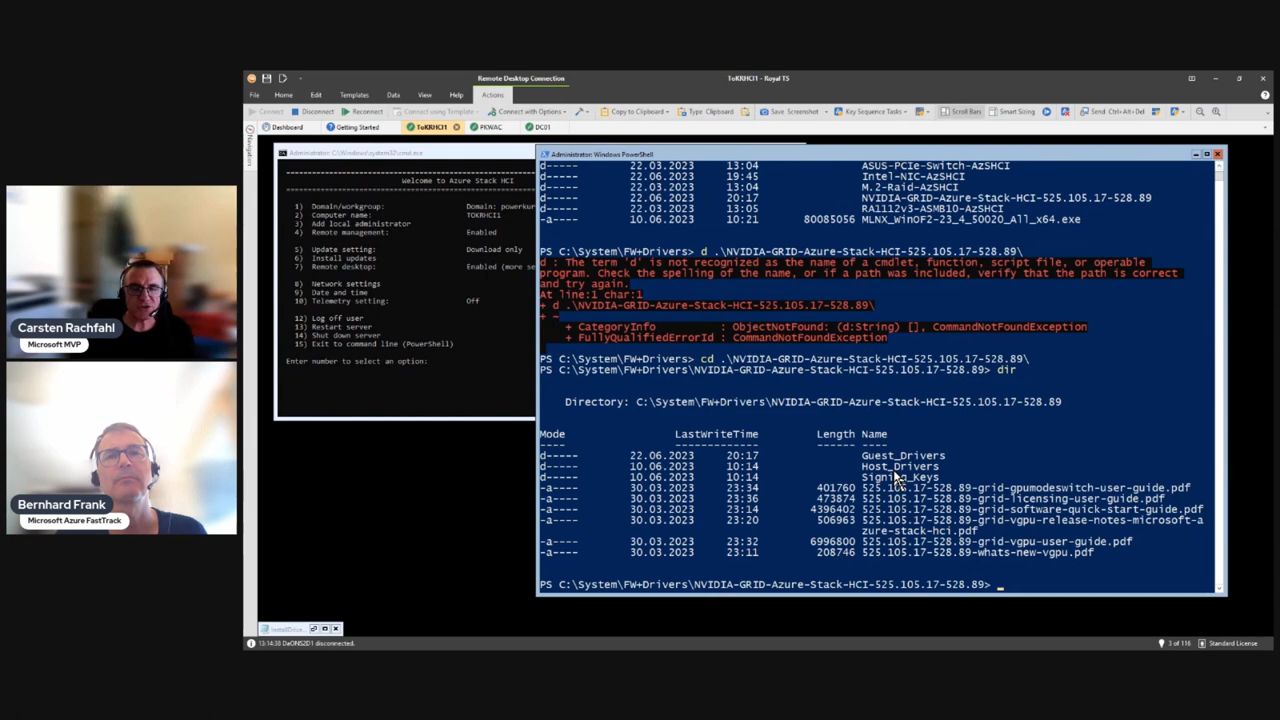 Remote Desktop Connection
ToKRHCI1 - Royal TS
File Home Edit Templates Data View Help Actions
Connect Disconnect Reconnect Connect using Template Connect with Options Copy to Clipboard Type Clipboard Save Screenshot Key Sequence Tasks Scroll Bars Smart Sizing Send Ctrl+Alt+Del
Dashboard Getting Started ToKRHCI1 PKWAC DC01
Navigation
Administrator: C:\Windows\system32\cmd.exe
Welcome to Azure Stack HCI
1) Domain/workgroup: Domain: powerku
2) Computer name: TOKRHCI1
3) Add local administrator
4) Remote management: Enabled
5) Update setting: Download only
6) Install updates
7) Remote desktop: Enabled (more se
8) Network settings
9) Date and time
10) Telemetry setting: Off
12) Log off user
13) Restart server
14) Shut down server
15) Exit to command line (PowerShell)
Enter number to select an option:
Administrator: Windows PowerShell
d----- 22.03.2023 13:04 ASUS-PCIe-Switch-AzSHCI
d----- 22.06.2023 19:45 Intel-NIC-AzSHCI
d----- 22.03.2023 13:04 M.2-Raid-AzSHCI
d----- 22.06.2023 20:17 NVIDIA-GRID-Azure-Stack-HCI-525.105.17-528.89
d----- 22.03.2023 13:05 RA1112v3-ASMB10-AzSHCI
-a---- 10.06.2023 10:21 80085056 MLNX_WinOF2-23_4_50020_All_x64.exe
PS C:\System\FW+Drivers> d .\NVIDIA-GRID-Azure-Stack-HCI-525.105.17-528.89\
d : The term 'd' is not recognized as the name of a cmdlet, function, script file, or operable
program. Check the spelling of the name, or if a path was included, verify that the path is correct
and try again.
At line:1 char:1
+ d .\NVIDIA-GRID-Azure-Stack-HCI-525.105.17-528.89\
+ ~
+ CategoryInfo : ObjectNotFound: (d:String) [], CommandNotFoundException
+ FullyQualifiedErrorId : CommandNotFoundException
PS C:\System\FW+Drivers> cd .\NVIDIA-GRID-Azure-Stack-HCI-525.105.17-528.89\
PS C:\System\FW+Drivers\NVIDIA-GRID-Azure-Stack-HCI-525.105.17-528.89> dir
Directory: C:\System\FW+Drivers\NVIDIA-GRID-Azure-Stack-HCI-525.105.17-528.89
Mode LastWriteTime Length Name
---- ------------- ------ ----
d----- 22.06.2023 20:17 Guest_Drivers
d----- 10.06.2023 10:14 Host_Drivers
d----- 10.06.2023 10:14 Signing_Keys
-a---- 30.03.2023 23:34 401760 525.105.17-528.89-grid-gpumodeswitch-user-guide.pdf
-a---- 30.03.2023 23:36 473874 525.105.17-528.89-grid-licensing-user-guide.pdf
-a---- 30.03.2023 23:14 4396402 525.105.17-528.89-grid-software-quick-start-guide.pdf
-a---- 30.03.2023 23:20 506963 525.105.17-528.89-grid-vgpu-release-notes-microsoft-a
zure-stack-hci.pdf
-a---- 30.03.2023 23:32 6996800 525.105.17-528.89-grid-vgpu-user-guide.pdf
-a---- 30.03.2023 23:11 208746 525.105.17-528.89-whats-new-vgpu.pdf
PS C:\System\FW+Drivers\NVIDIA-GRID-Azure-Stack-HCI-525.105.17-528.89> _
Carsten Rachfahl
Microsoft MVP
Bernhard Frank
Microsoft Azure FastTrack
3 of 116 Standard License